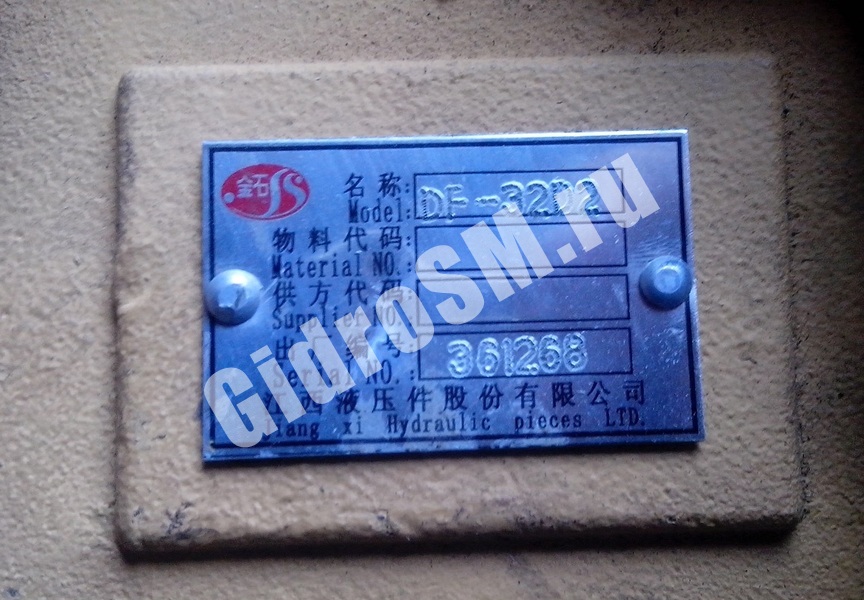 金石
名称: DF-32D2
Model:
物料代码:
Material NO.:
供方代码:
Supplier NO.:
出 编号: 361268
Serial NO.:
江西液压件股份有限公司
Jiang xi Hydraulic pieces LTD.
GidroSM.ru